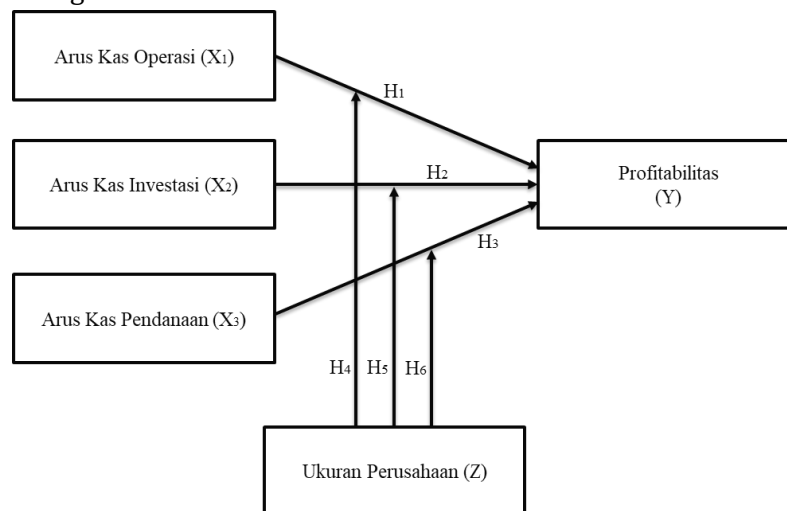 Arus Kas Operasi (X1)
H1
Arus Kas Investasi (X2)
H2
Profitabilitas
(Y)
H3
Arus Kas Pendanaan (X3)
H4
H5
H6
Ukuran Perusahaan (Z)